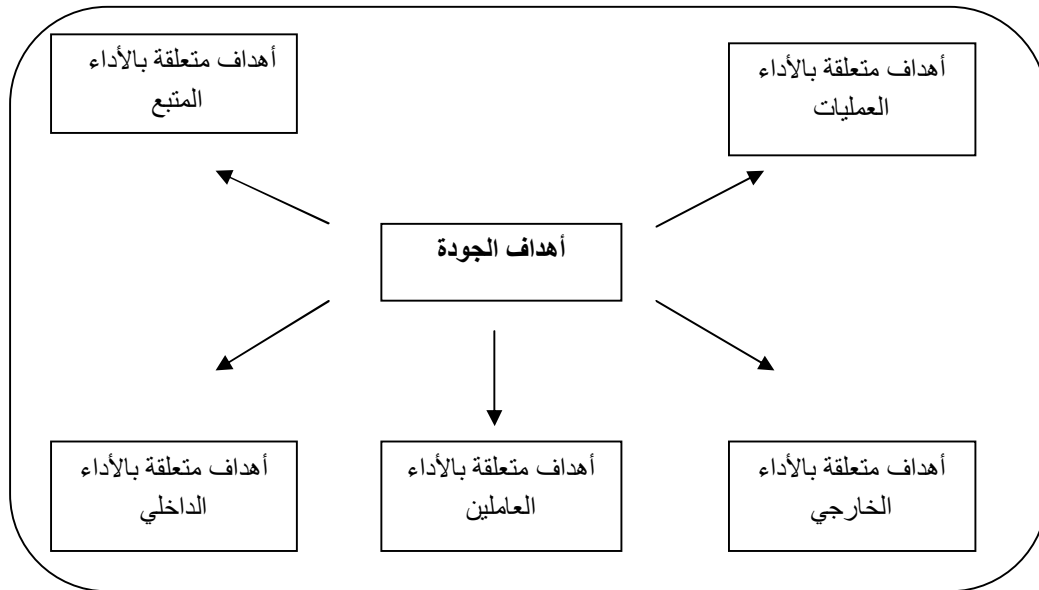 أهداف متعلقة بالأداء
العمليات
أهداف متعلقة بالأداء
المتبع
أهداف الجودة
أهداف متعلقة بالأداء
الخارجي
أهداف متعلقة بالأداء
العاملين
أهداف متعلقة بالأداء
الداخلي